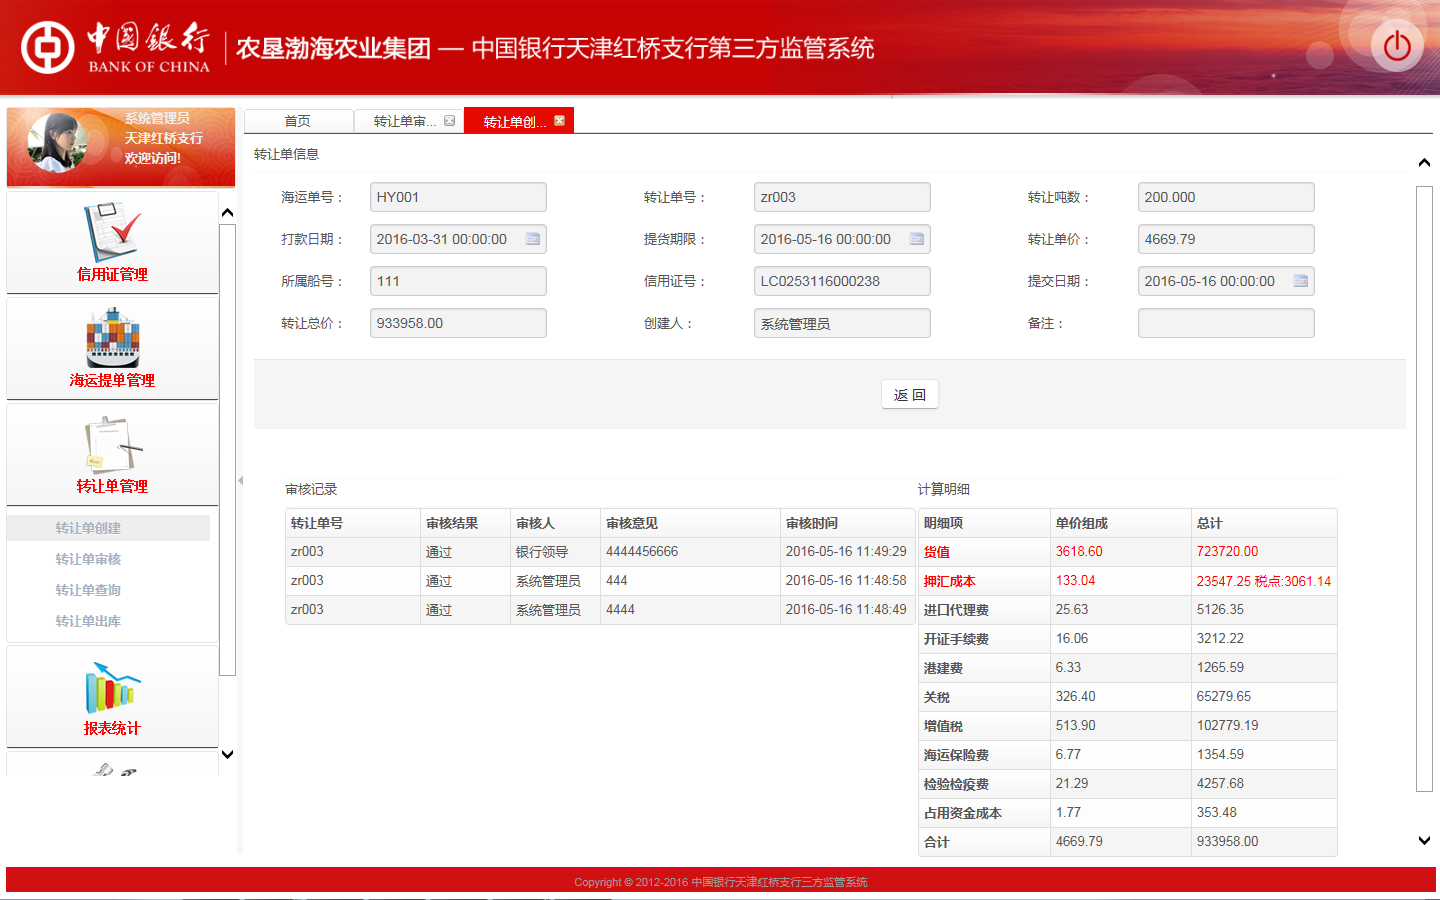 中国银行 BANK OF CHINA 农垦渤海农业集团 — 中国银行天津红桥支行第三方监管系统
系统管理员
天津红桥支行
欢迎访问!
信用证管理
海运提单管理
转让单管理
转让单创建
转让单审核
转让单查询
转让单出库
报表统计
首页 转让单审... 转让单创...
转让单信息
海运单号： HY001 转让单号： zr003 转让吨数： 200.000
打款日期： 2016-03-31 00:00:00 提货期限： 2016-05-16 00:00:00 转让单价： 4669.79
所属船号： 111 信用证号： LC0253116000238 提交日期： 2016-05-16 00:00:00
转让总价： 933958.00 创建人： 系统管理员 备注：
返 回
审核记录
转让单号 审核结果 审核人 审核意见 审核时间
zr003 通过 银行领导 4444456666 2016-05-16 11:49:29
zr003 通过 系统管理员 444 2016-05-16 11:48:58
zr003 通过 系统管理员 4444 2016-05-16 11:48:49
计算明细
明细项 单价组成 总计
货值 3618.60 723720.00
押汇成本 133.04 23547.25 税点:3061.14
进口代理费 25.63 5126.35
开证手续费 16.06 3212.22
港建费 6.33 1265.59
关税 326.40 65279.65
增值税 513.90 102779.19
海运保险费 6.77 1354.59
检验检疫费 21.29 4257.68
占用资金成本 1.77 353.48
合计 4669.79 933958.00
Copyright © 2012-2016 中国银行天津红桥支行三方监管系统